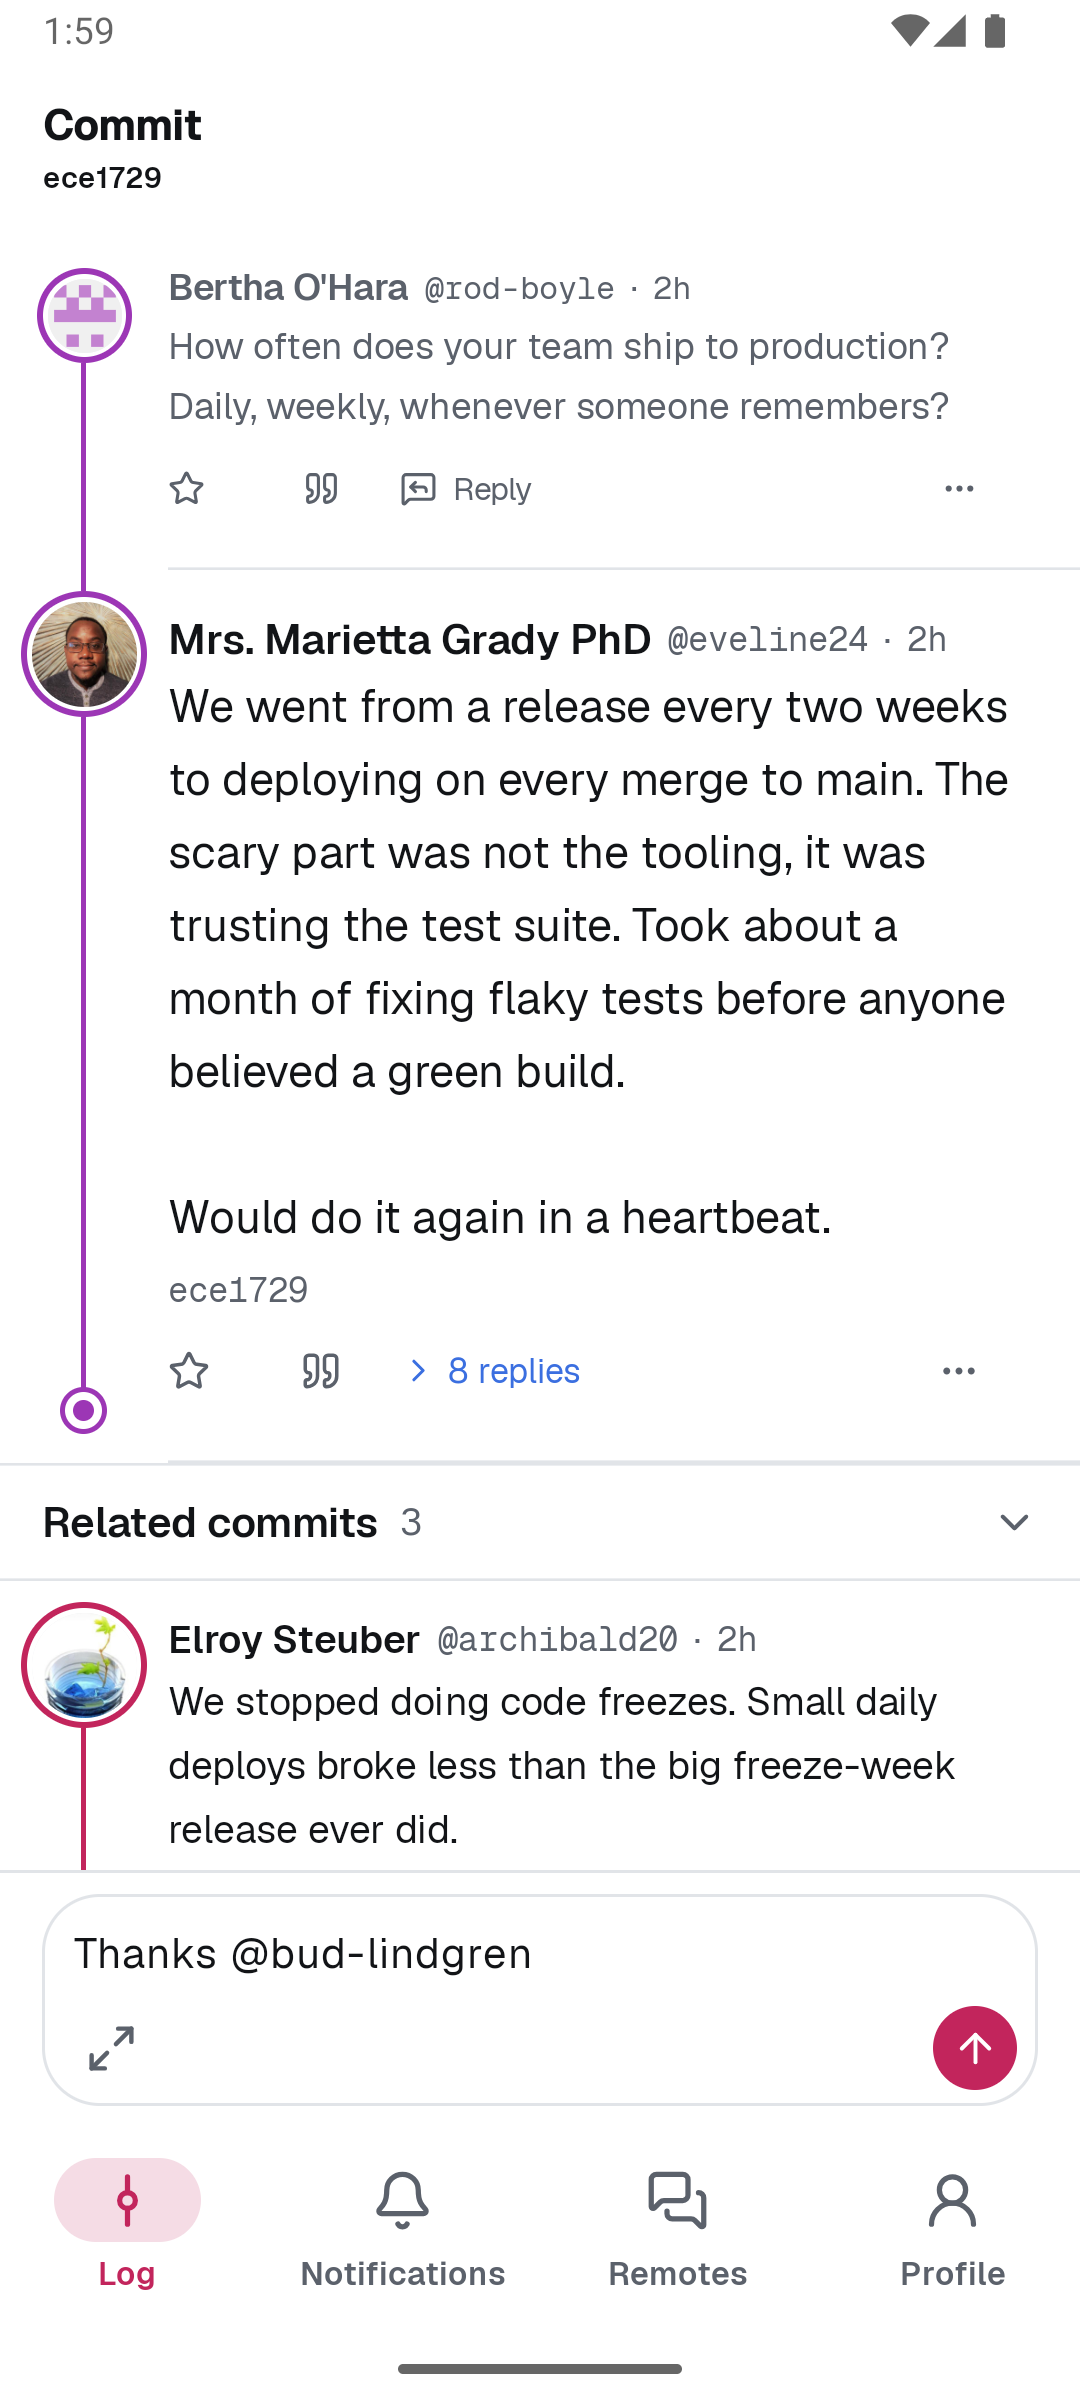 1:59
Commit
ece1729
Bertha O'Hara @rod-boyle · 2h
How often does your team ship to production?
Daily, weekly, whenever someone remembers?
Reply
Mrs. Marietta Grady PhD @eveline24 · 2h
We went from a release every two weeks
to deploying on every merge to main. The
scary part was not the tooling, it was
trusting the test suite. Took about a
month of fixing flaky tests before anyone
believed a green build.
Would do it again in a heartbeat.
ece1729
8 replies
Related commits 3
Elroy Steuber @archibald20 · 2h
We stopped doing code freezes. Small daily
deploys broke less than the big freeze-week
release ever did.
Thanks @bud-lindgren
Log
Notifications
Remotes
Profile